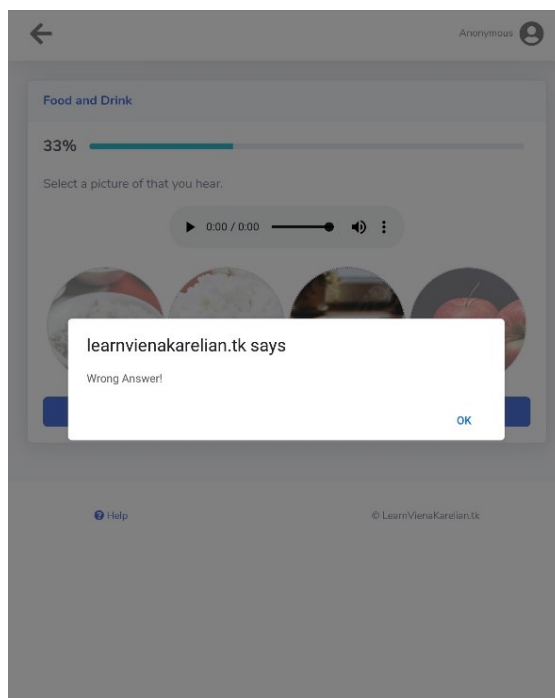 Anonymous
Food and Drink
33%
Select a picture of that you hear.
0:00 / 0:00
learnvienakarelian.tk says
Wrong Answer!
OK
Help
© LearnVienaKarelian.tk